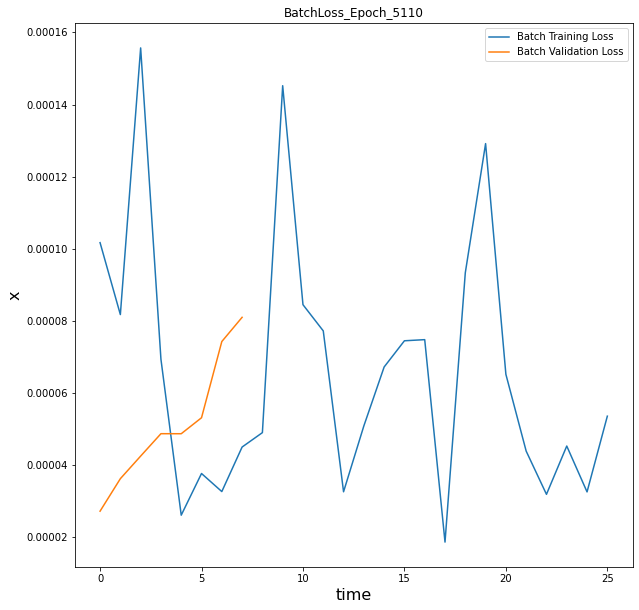 BatchLoss_Epoch_5110
Batch Training Loss
Batch Validation Loss
0.00016
0.00014
0.00012
0.00010
0.00008
0.00006
0.00004
0.00002
x
0 5 10 15 20 25
time